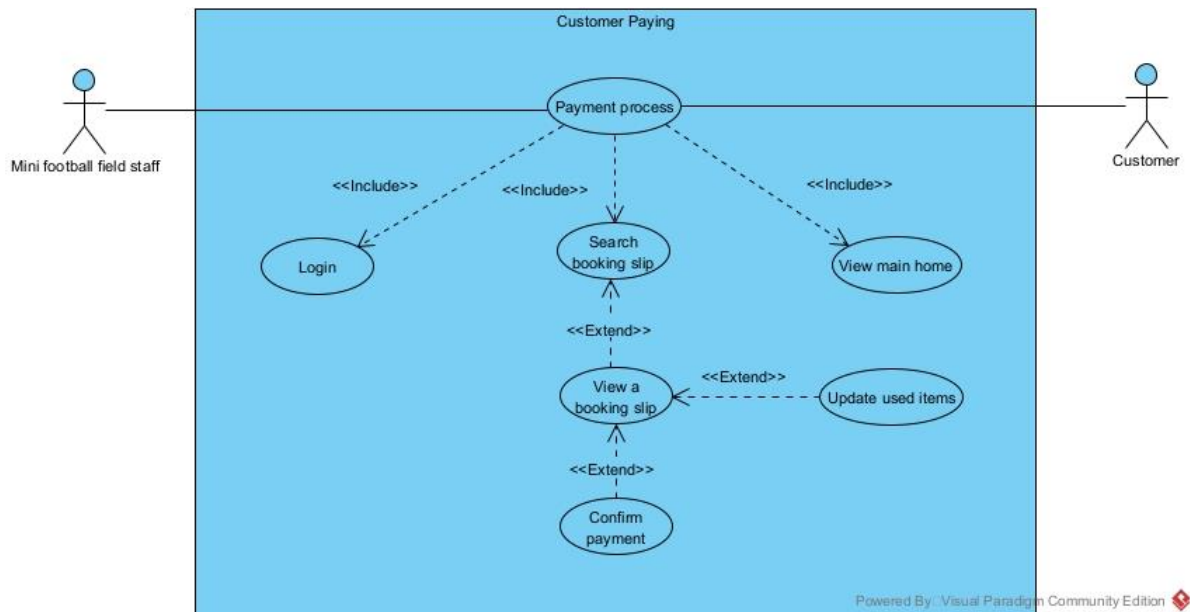 Customer Paying
Payment process
Mini football field staff
Customer
<<Include>>
<<Include>>
<<Include>>
Login
Search
booking slip
View main home
<<Extend>>
View a
booking slip
<<Extend>>
Update used items
<<Extend>>
Confirm
payment
Powered By Visual Paradigm Community Edition